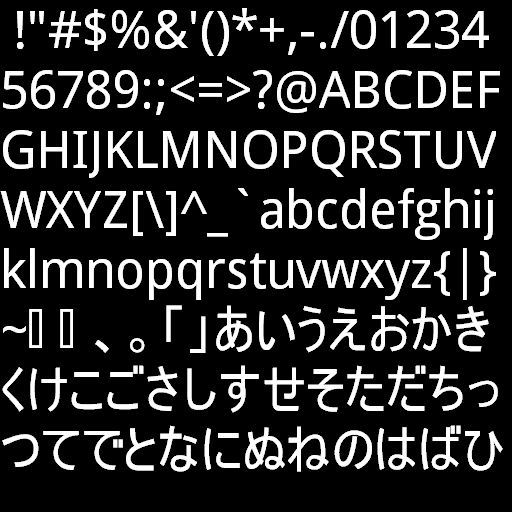 !"#$%&'()*+,-./01234
56789:;<=>?@ABCDEF
GHIJKLMNOPQRSTUV
WXYZ[\]^_`abcdefghij
klmnopqrstuvwxyz{|}
~▯▯、。「」あいうえおかき
くけこごさしすせそただちっ
つてでとなにぬねのはばひ